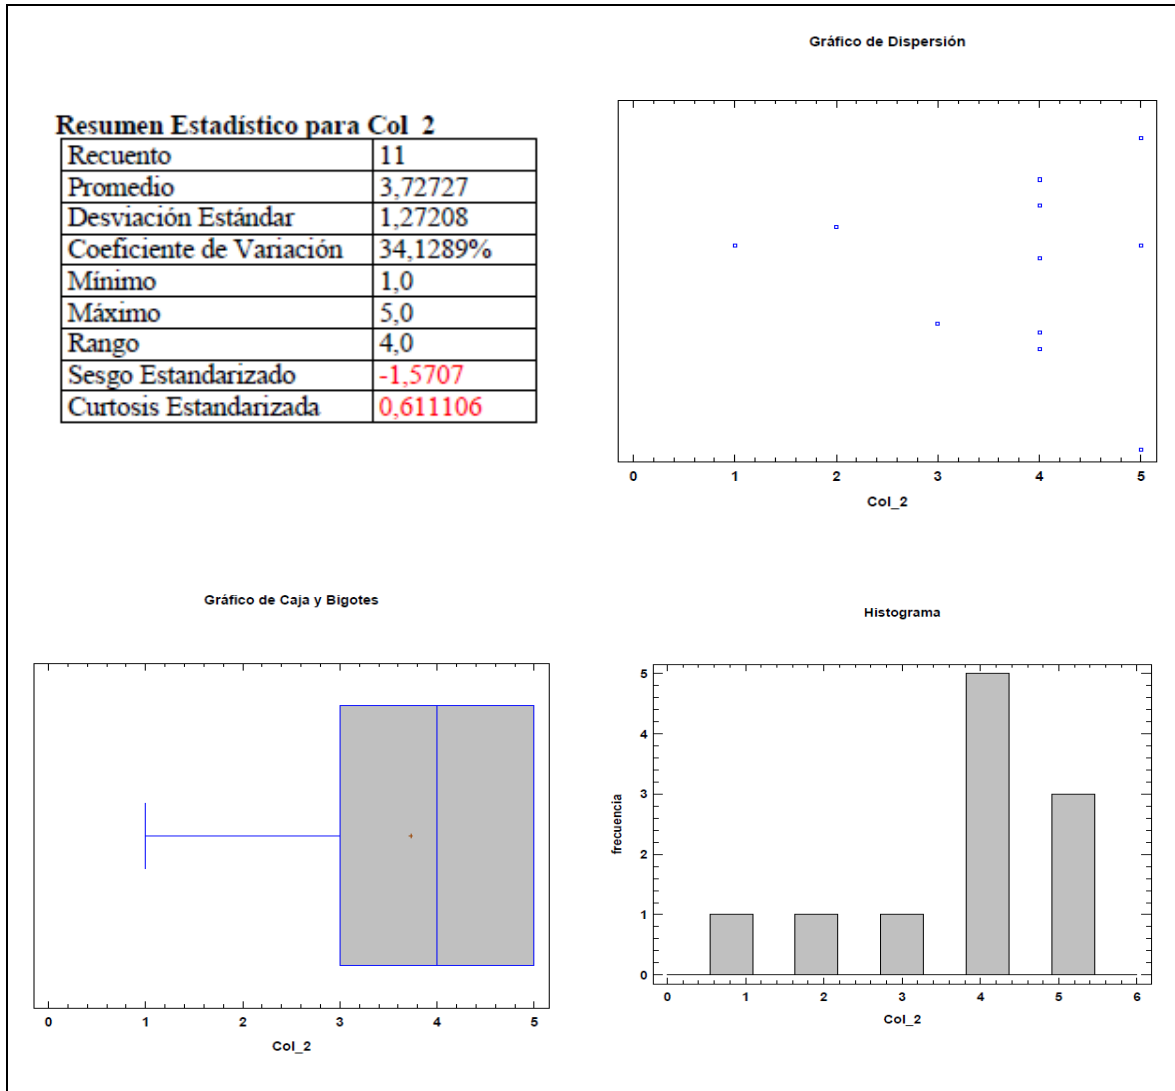 Gráfico de Dispersión
Resumen Estadístico para Col_2
Recuento 11
Promedio 3,72727
Desviación Estándar 1,27208
Coeficiente de Variación 34,1289%
Mínimo 1,0
Máximo 5,0
Rango 4,0
Sesgo Estandarizado -1,5707
Curtosis Estandarizada 0,611106
0 1 2 3 4 5
Col_2
Gráfico de Caja y Bigotes
0 1 2 3 4 5
Col_2
Histograma
5
4
3
2
1
0
frecuencia
0 1 2 3 4 5 6
Col_2